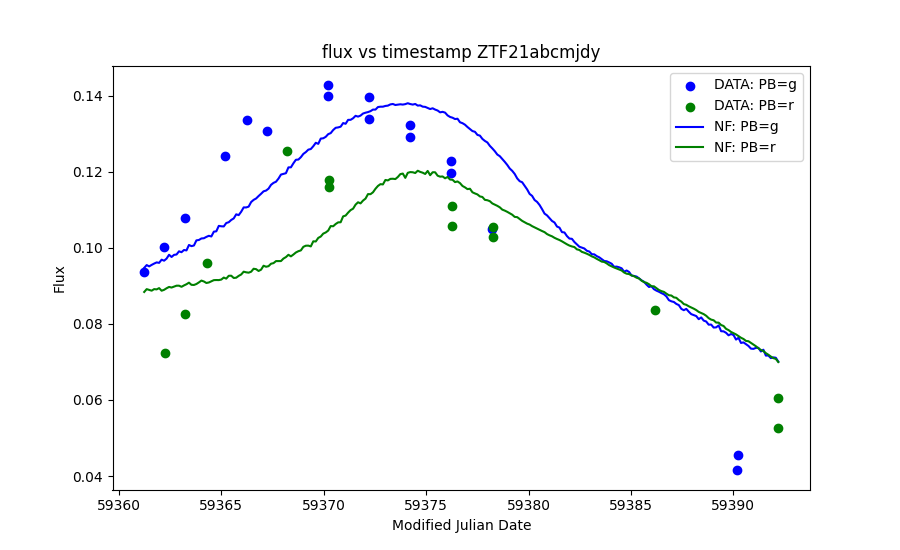 flux vs timestamp ZTF21abcmjdy
DATA: PB=g
DATA: PB=r
NF: PB=g
NF: PB=r
0.14
0.12
0.10
0.08
0.06
0.04
Flux
59360
59365
59370
59375
59380
59385
59390
Modified Julian Date